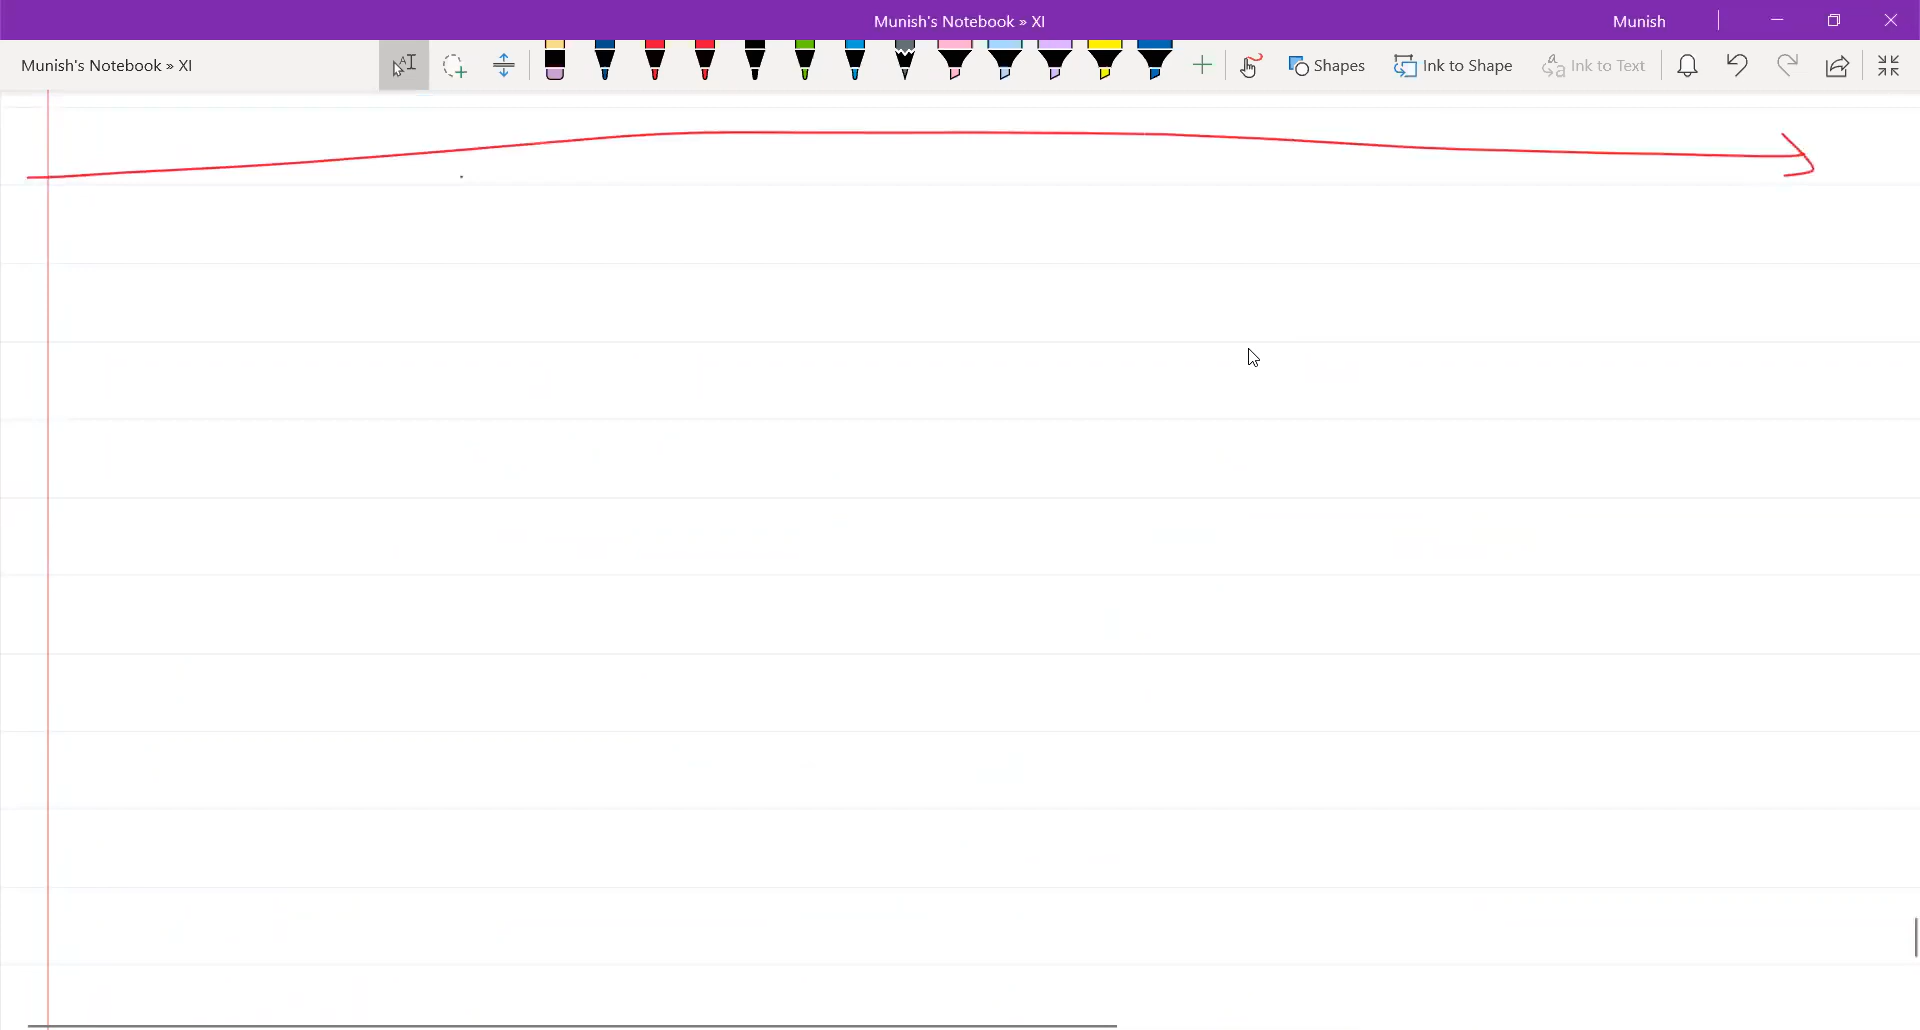 Munish's Notebook » XI
Munish
Munish's Notebook » XI
Shapes
Ink to Shape
Ink to Text